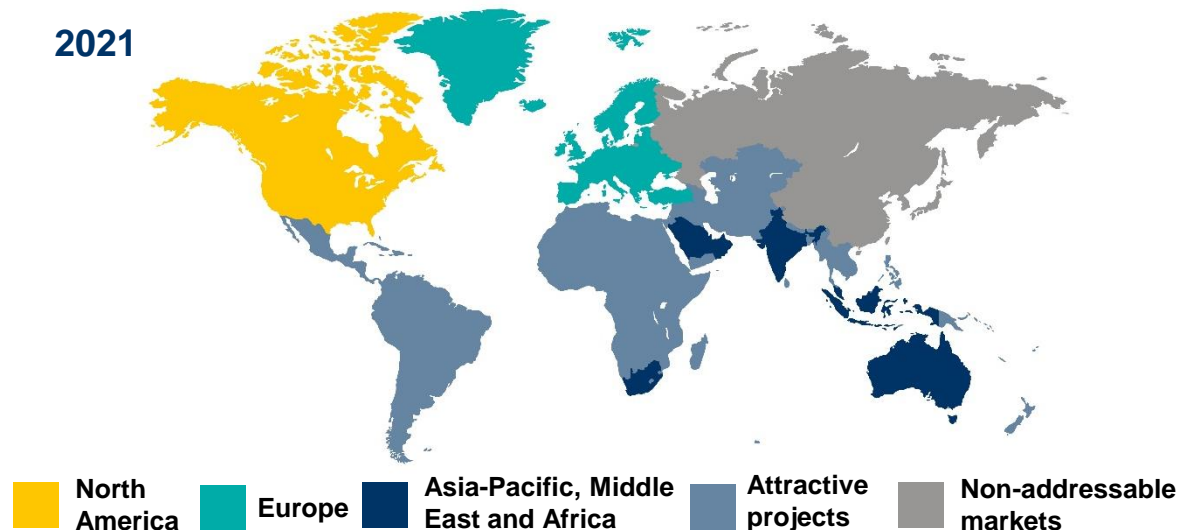 2021
North
America
Europe
Asia-Pacific, Middle
East and Africa
Attractive
projects
Non-addressable
markets